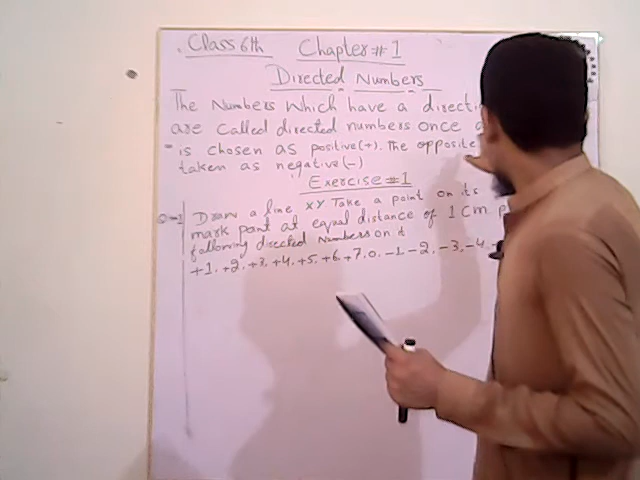 Class 6th Chapter # 1
Directed Numbers
The Numbers Which have a directi
are called directed numbers once
is chosen as positive(+). The opposite
taken as negative(-)
Exercise # 1
Q-1 Draw a line XY Take a point on its
mark pant at equal distance of 1 cm P
following directed Numbers on it
+1. +2. +3. +4. +5. +6. +7. 0. -1 -2. -3. -4.